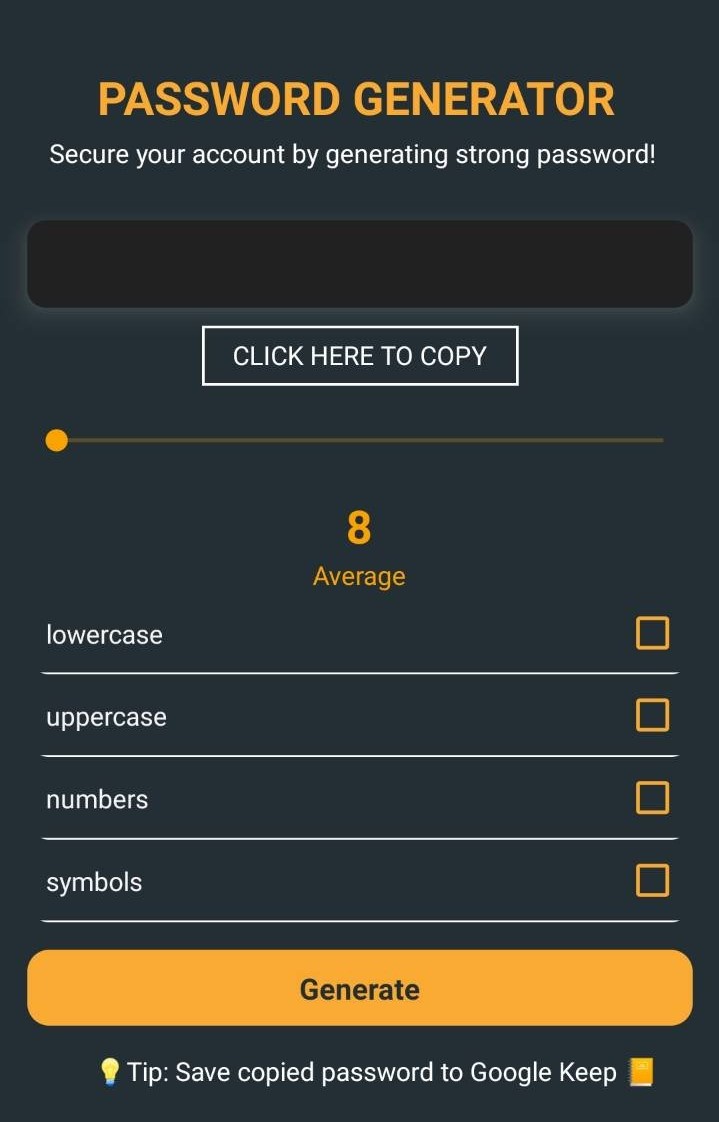 PASSWORD GENERATOR
Secure your account by generating strong password!
CLICK HERE TO COPY
8
Average
lowercase
uppercase
numbers
symbols
Generate
💡Tip: Save copied password to Google Keep 📒